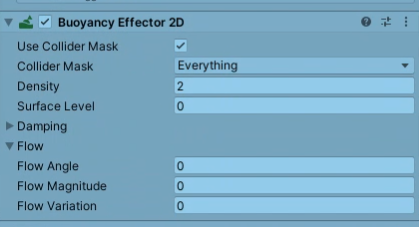 Buoyancy Effector 2D
Use Collider Mask
Collider Mask Everything
Density 2
Surface Level 0
Damping
Flow
Flow Angle 0
Flow Magnitude 0
Flow Variation 0